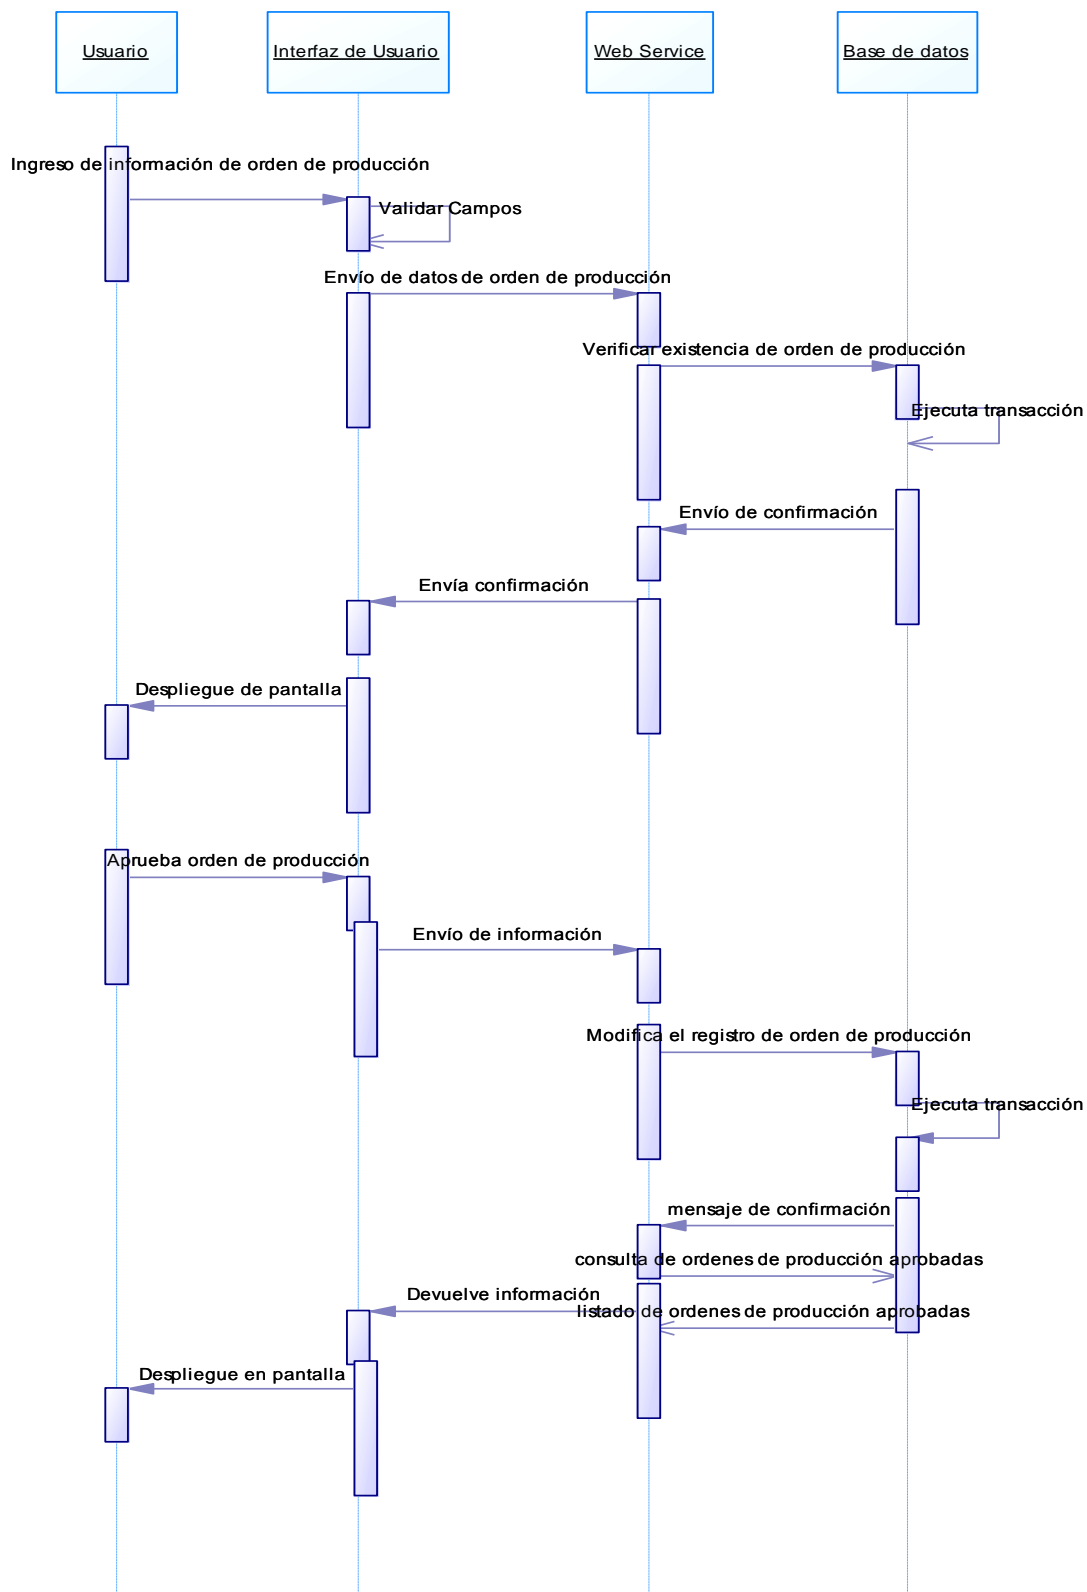 Usuario
Interfaz de Usuario
Web Service
Base de datos
Ingreso de información de orden de producción
Validar Campos
Envío de datos de orden de producción
Verificar existencia de orden de producción
Ejecuta transacción
Envío de confirmación
Envía confirmación
Despliegue de pantalla
Aprueba orden de producción
Envío de información
Modifica el registro de orden de producción
Ejecuta transacción
mensaje de confirmación
consulta de ordenes de producción aprobadas
Devuelve información
listado de ordenes de producción aprobadas
Despliegue en pantalla